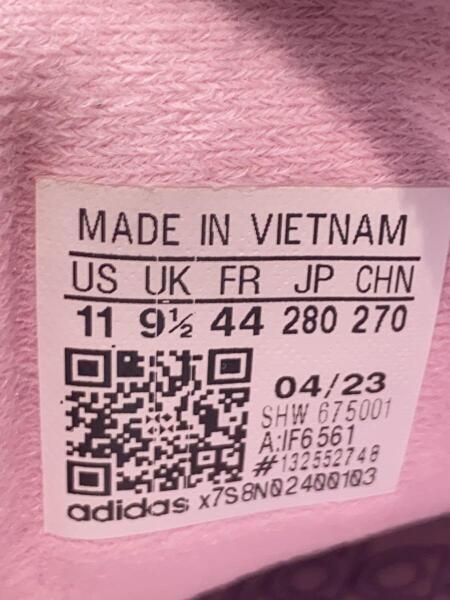 MADE IN VIETNAM
US UK FR JP CHN
11 9½ 44 280 270
04/23
SHW 675001
A:IF6561
#132552748
adidas x7S8N02400103